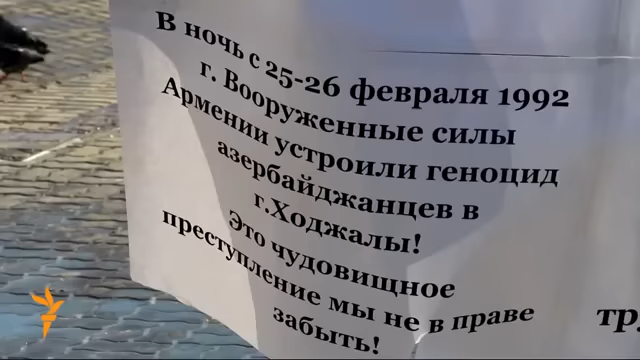 В ночь с 25-26 февраля 1992
г. Вооруженные силы
Армении устроили геноцид
азербайджанцев в
г.Ходжалы!
Это чудовищное
преступление мы не в праве
забыть!